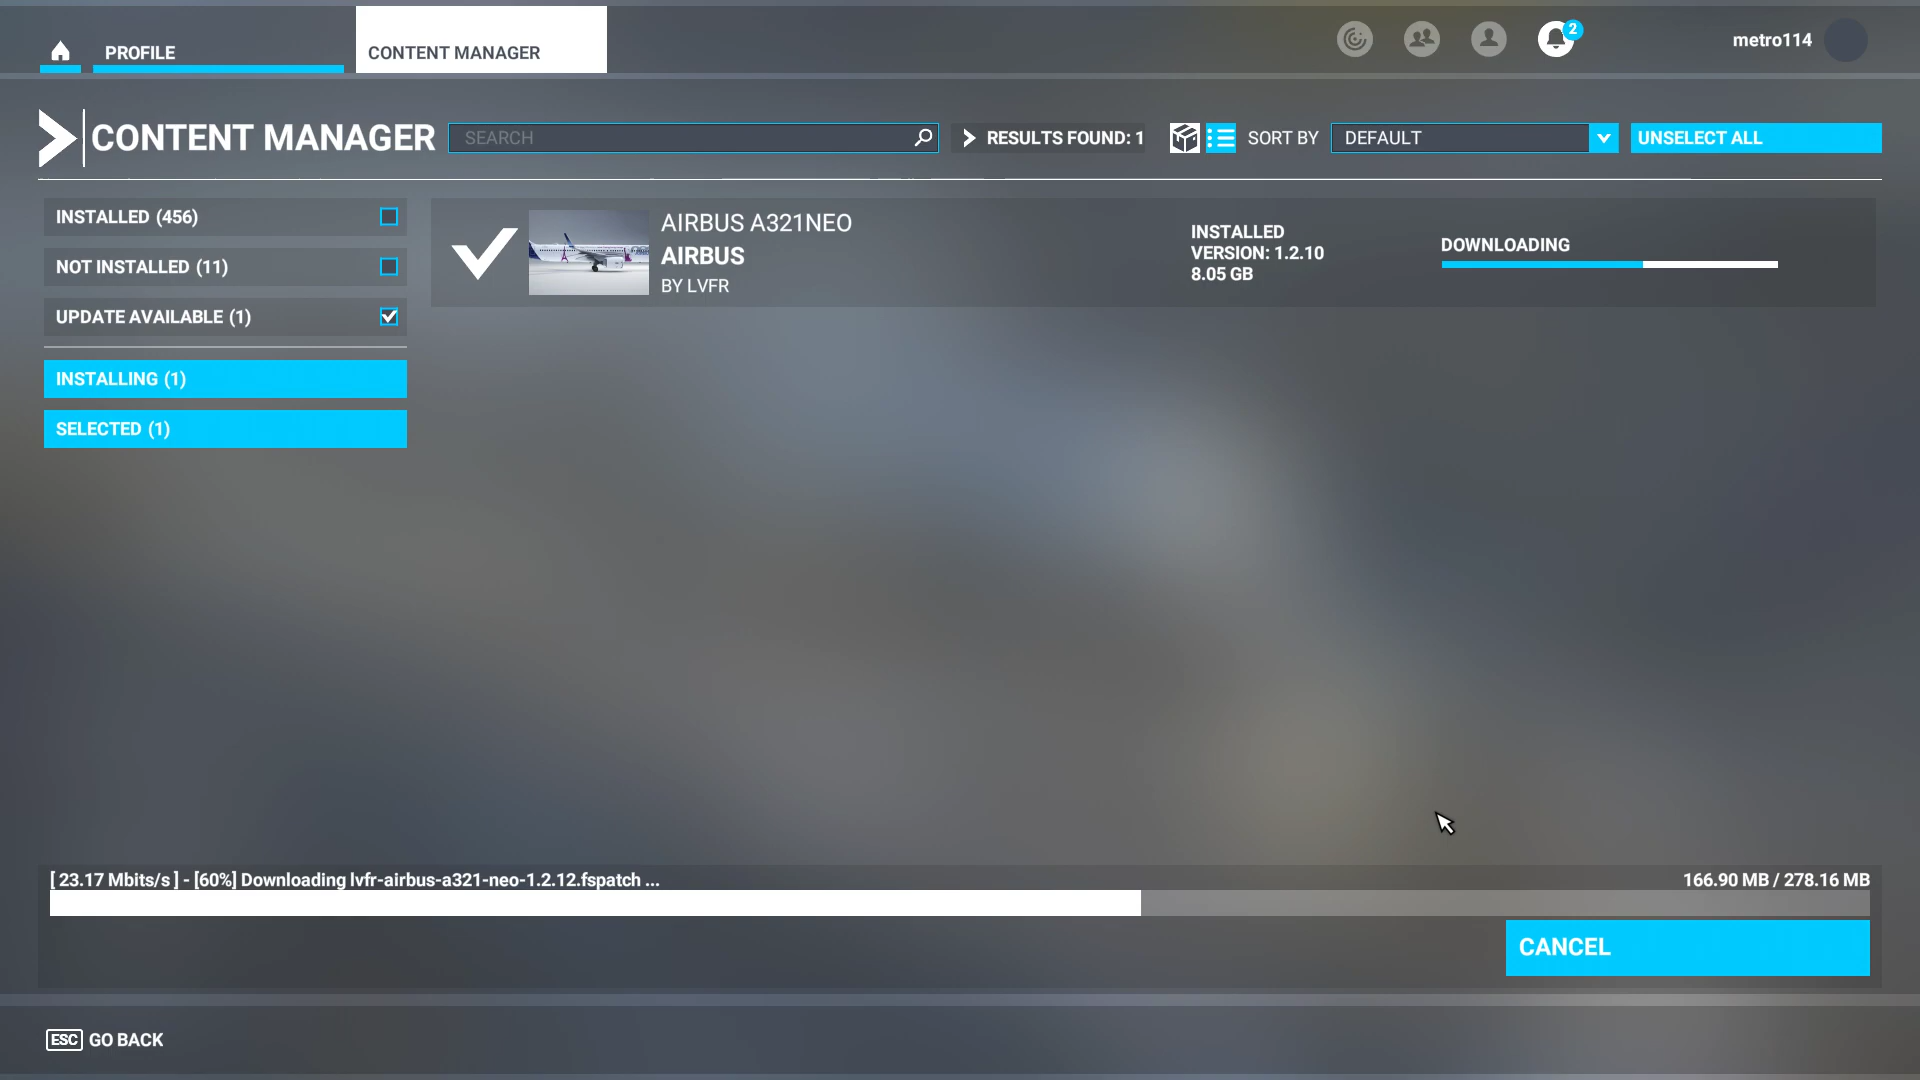 PROFILE
CONTENT MANAGER
2
metro114
CONTENT MANAGER
SEARCH
RESULTS FOUND: 1
SORT BY
DEFAULT
UNSELECT ALL
INSTALLED (456)
NOT INSTALLED (11)
UPDATE AVAILABLE (1)
INSTALLING (1)
SELECTED (1)
AIRBUS A321NEO
AIRBUS
BY LVFR
INSTALLED
VERSION: 1.2.10
8.05 GB
DOWNLOADING
[ 23.17 Mbits/s ] - [60%] Downloading lvfr-airbus-a321-neo-1.2.12.fspatch ...
166.90 MB / 278.16 MB
CANCEL
ESC GO BACK